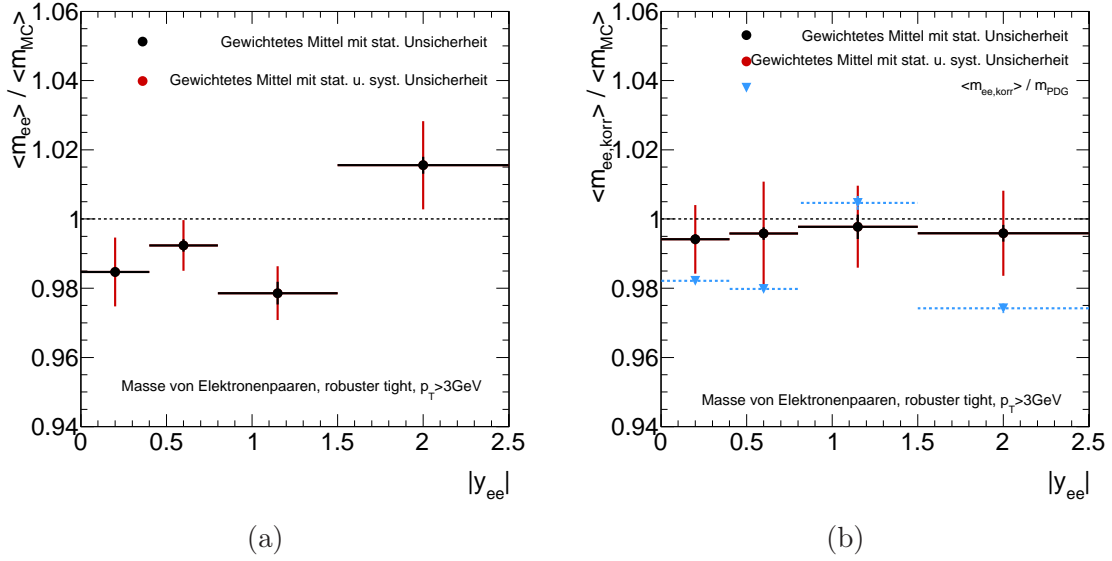 <m_ee> / <m_MC>
1.06
1.04
1.02
1
0.98
0.96
0.94
Gewichtetes Mittel mit stat. Unsicherheit
Gewichtetes Mittel mit stat. u. syst. Unsicherheit
Masse von Elektronenpaaren, robuster tight, p_T>3GeV
0 0.5 1 1.5 2 2.5
|y_ee|
(a)
<m_ee,korr> / <m_MC>
1.06
1.04
1.02
1
0.98
0.96
0.94
Gewichtetes Mittel mit stat. Unsicherheit
Gewichtetes Mittel mit stat. u. syst. Unsicherheit
<m_ee,korr> / m_PDG
Masse von Elektronenpaaren, robuster tight, p_T>3GeV
0 0.5 1 1.5 2 2.5
|y_ee|
(b)